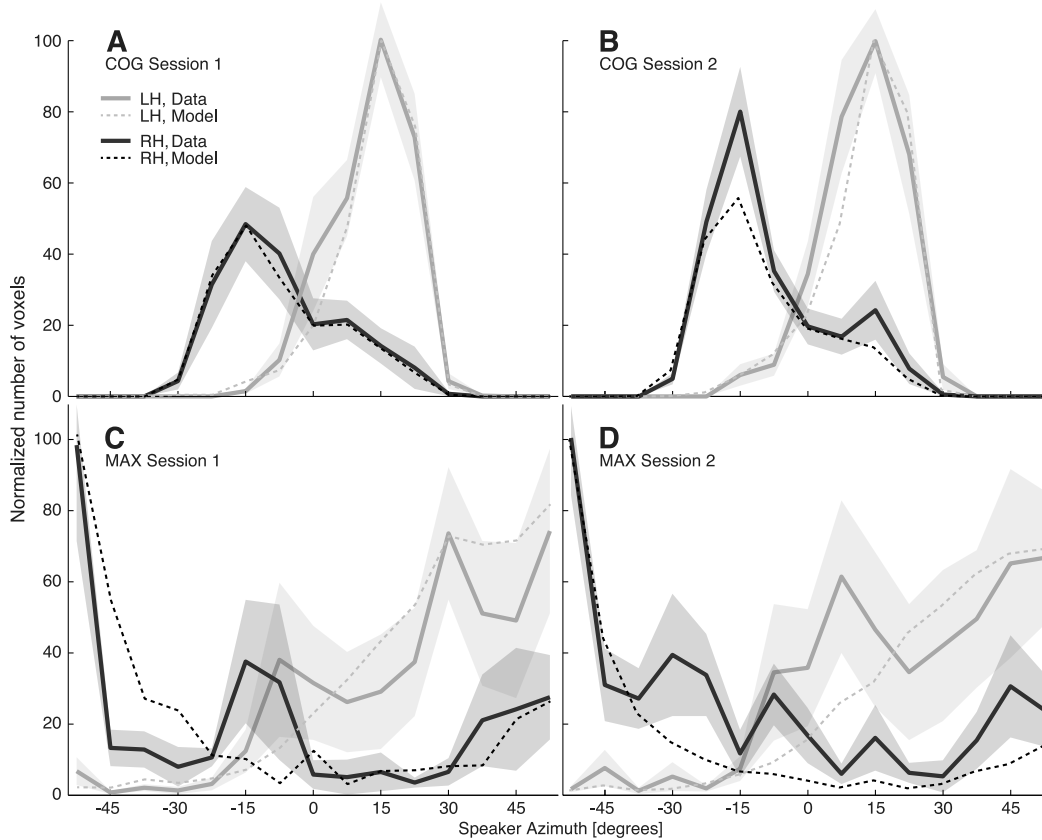 A
COG Session 1
LH, Data
LH, Model
RH, Data
RH, Model
B
COG Session 2
100
80
60
40
20
0
C
MAX Session 1
D
MAX Session 2
100
80
60
40
20
0
Normalized number of voxels
-45 -30 -15 0 15 30 45
-45 -30 -15 0 15 30 45
Speaker Azimuth [degrees]